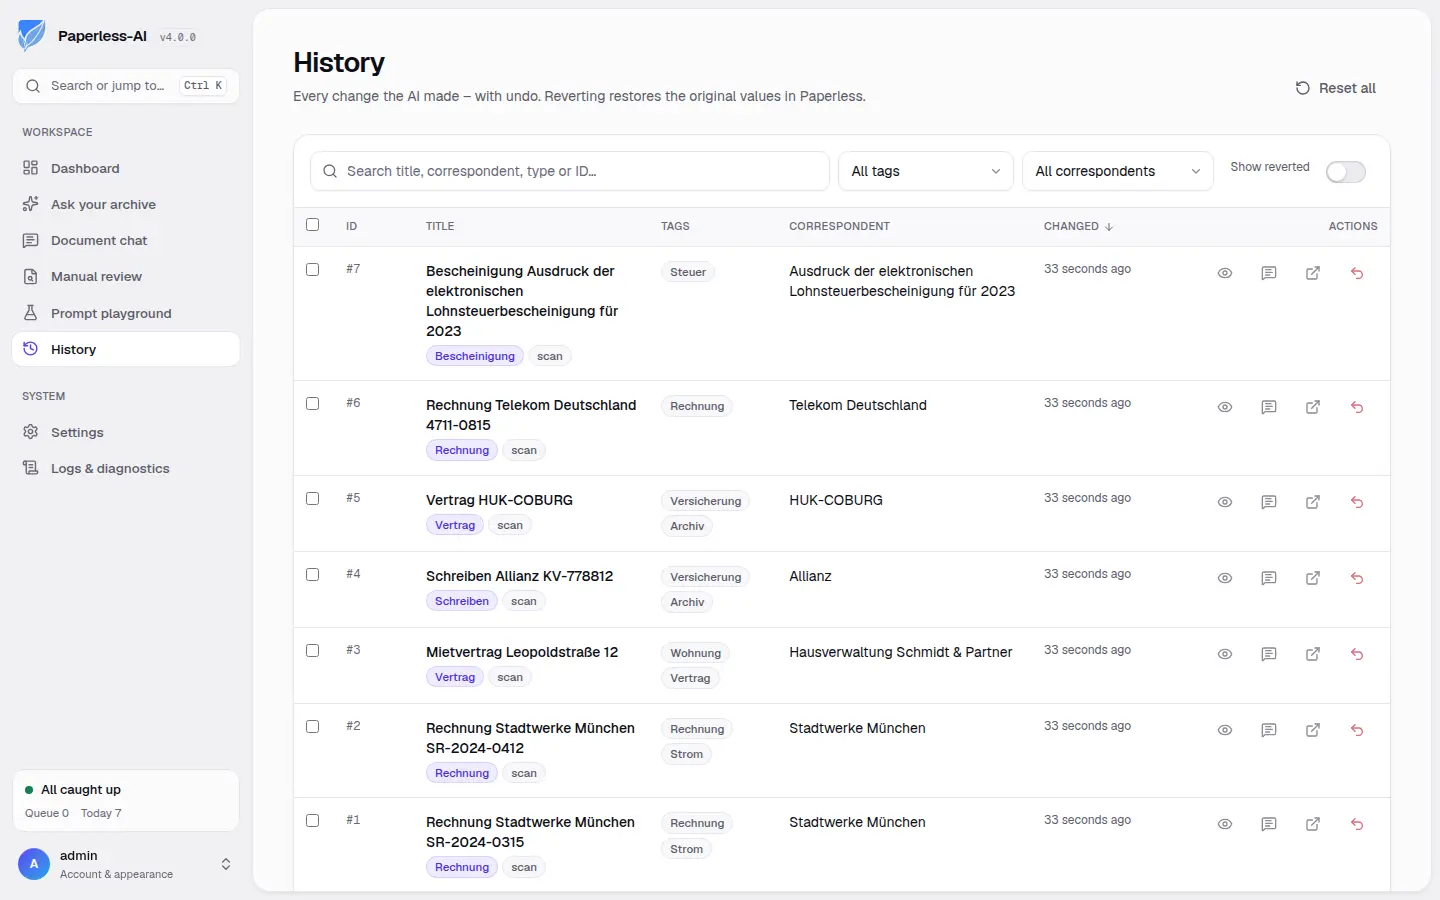 Paperless-AI v4.0.0
Search or jump to... Ctrl K
WORKSPACE
Dashboard
Ask your archive
Document chat
Manual review
Prompt playground
History
SYSTEM
Settings
Logs & diagnostics
All caught up
Queue 0 Today 7
A
admin
Account & appearance
History
Every change the AI made – with undo. Reverting restores the original values in Paperless.
Reset all
Search title, correspondent, type or ID...
All tags
All correspondents
Show reverted
ID TITLE TAGS CORRESPONDENT CHANGED ↓ ACTIONS
#7 Bescheinigung Ausdruck der Steuer Ausdruck der elektronischen 33 seconds ago
elektronischen Lohnsteuerbescheinigung für 2023
Lohnsteuerbescheinigung für
2023
Bescheinigung scan
#6 Rechnung Telekom Deutschland Rechnung Telekom Deutschland 33 seconds ago
4711-0815
Rechnung scan
#5 Vertrag HUK-COBURG Versicherung HUK-COBURG 33 seconds ago
Vertrag scan Archiv
#4 Schreiben Allianz KV-778812 Versicherung Allianz 33 seconds ago
Schreiben scan Archiv
#3 Mietvertrag Leopoldstraße 12 Wohnung Hausverwaltung Schmidt & Partner 33 seconds ago
Vertrag scan Vertrag
#2 Rechnung Stadtwerke München Rechnung Stadtwerke München 33 seconds ago
SR-2024-0412 Strom
Rechnung scan
#1 Rechnung Stadtwerke München Rechnung Stadtwerke München 33 seconds ago
SR-2024-0315 Strom
Rechnung scan